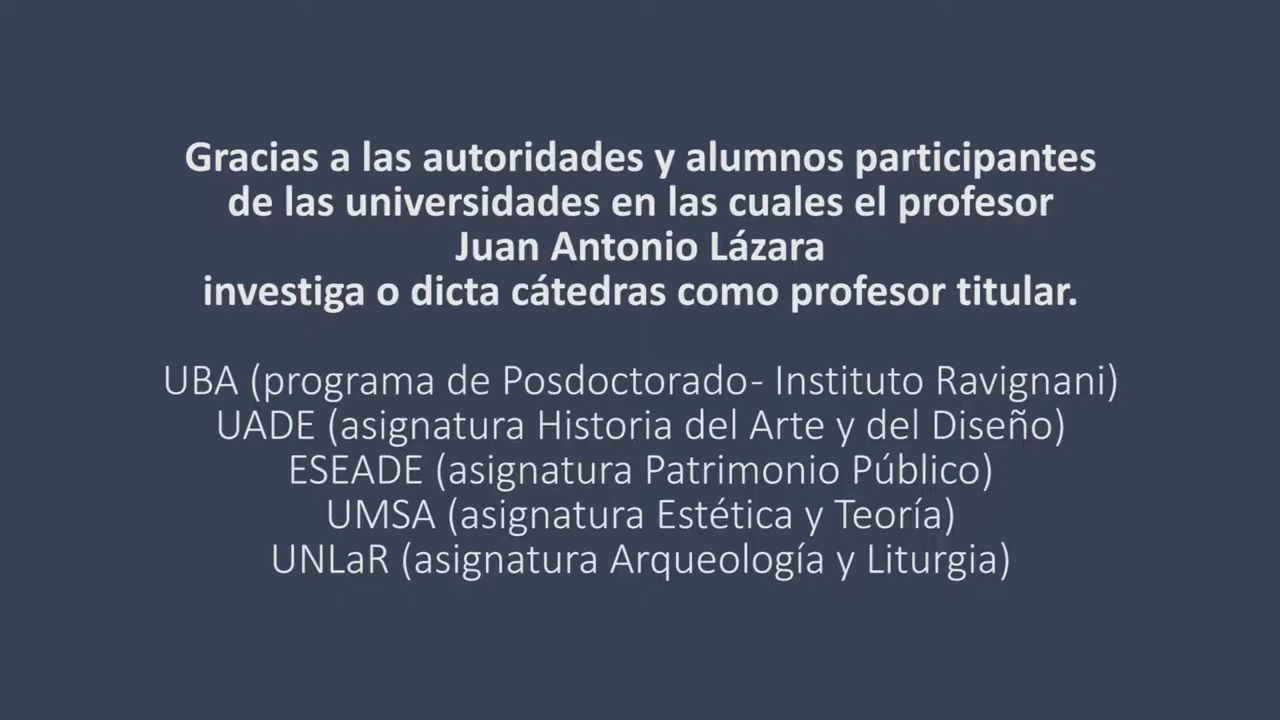 Gracias a las autoridades y alumnos participantes
de las universidades en las cuales el profesor
Juan Antonio Lázara
investiga o dicta cátedras como profesor titular.
UBA (programa de Posdoctorado- Instituto Ravignani)
UADE (asignatura Historia del Arte y del Diseño)
ESEADE (asignatura Patrimonio Público)
UMSA (asignatura Estética y Teoría)
UNLaR (asignatura Arqueología y Liturgia)